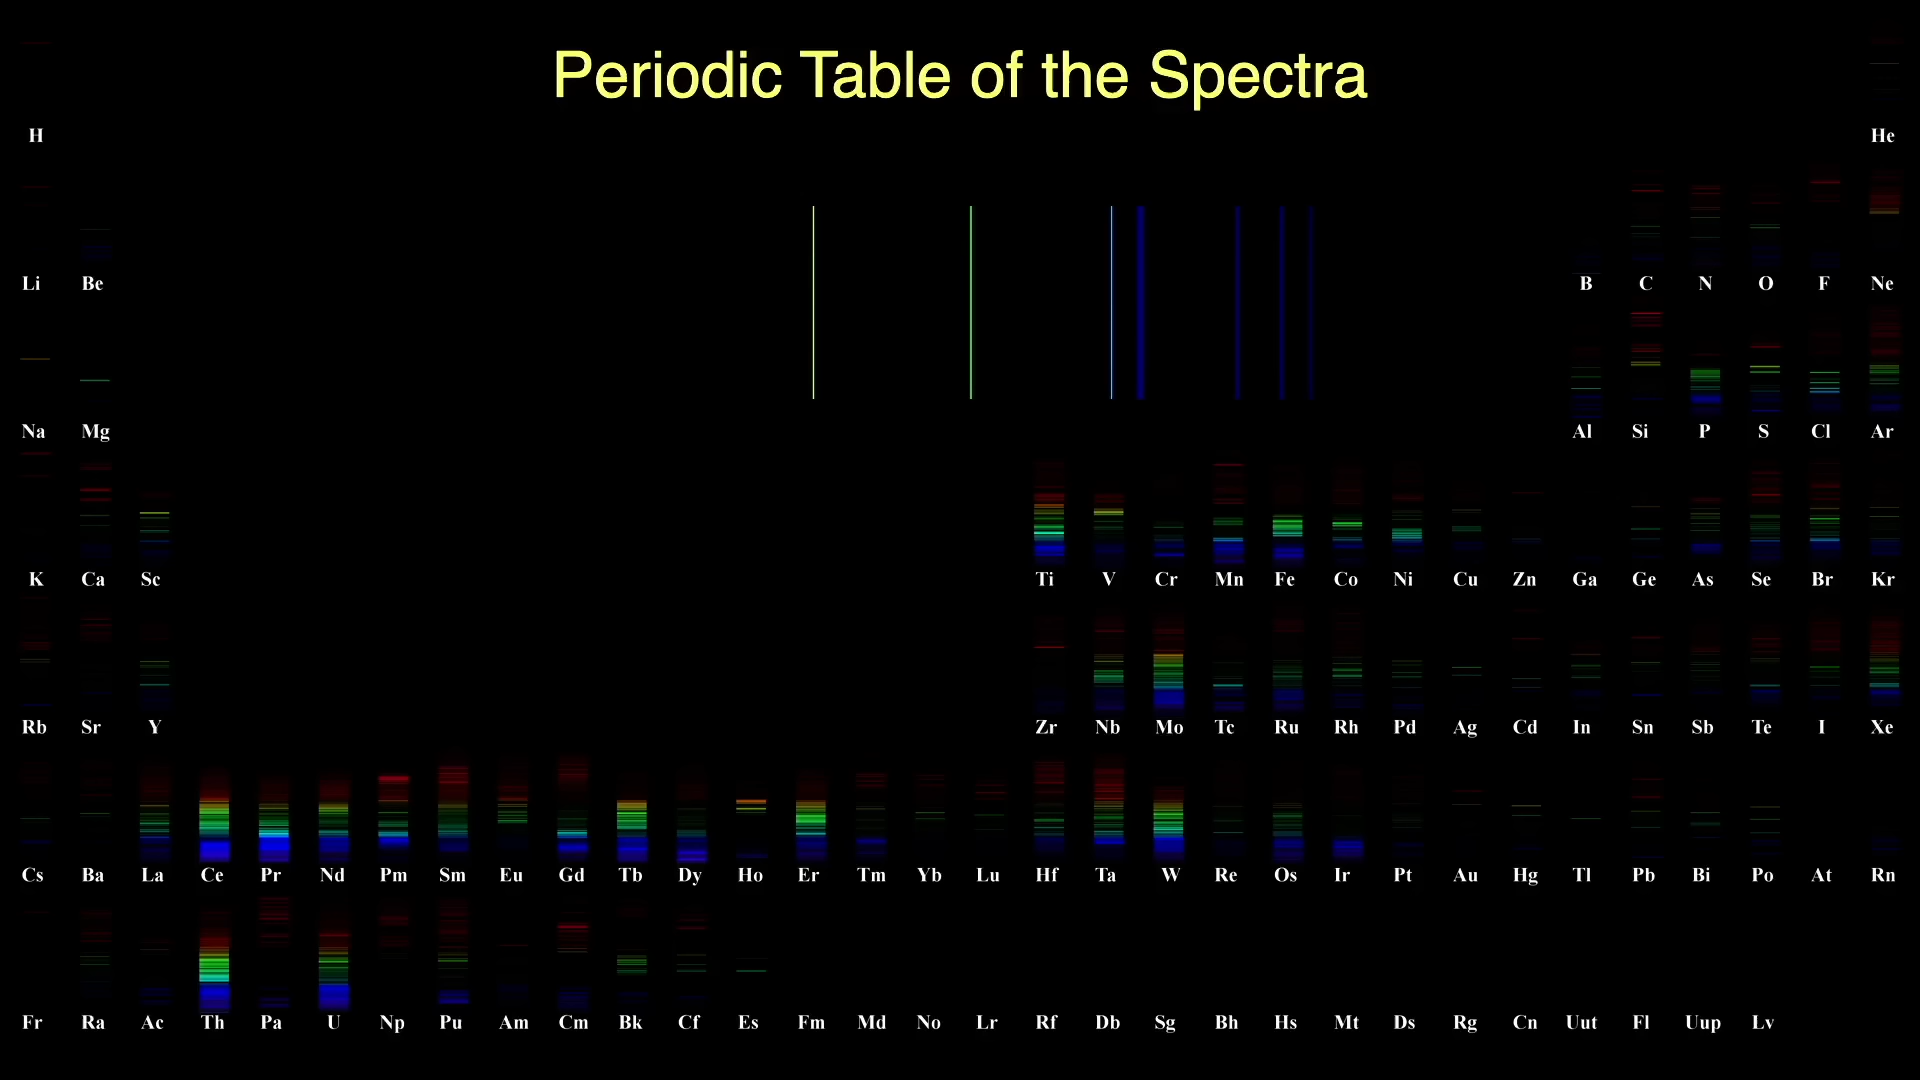 Periodic Table of the Spectra
H He
Li Be B C N O F Ne
Na Mg Al Si P S Cl Ar
K Ca Sc Ti V Cr Mn Fe Co Ni Cu Zn Ga Ge As Se Br Kr
Rb Sr Y Zr Nb Mo Tc Ru Rh Pd Ag Cd In Sn Sb Te I Xe
Cs Ba La Ce Pr Nd Pm Sm Eu Gd Tb Dy Ho Er Tm Yb Lu Hf Ta W Re Os Ir Pt Au Hg Tl Pb Bi Po At Rn
Fr Ra Ac Th Pa U Np Pu Am Cm Bk Cf Es Fm Md No Lr Rf Db Sg Bh Hs Mt Ds Rg Cn Uut Fl Uup Lv